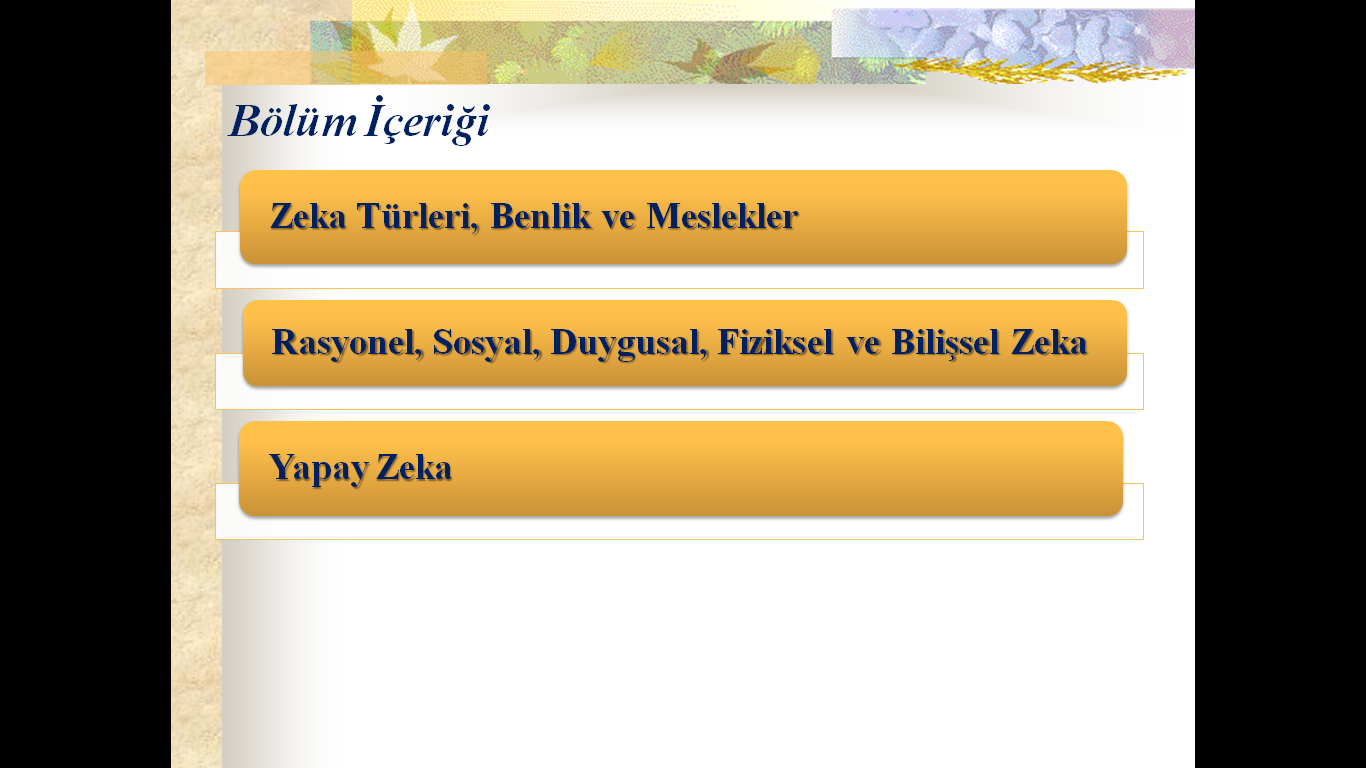 Bölüm İçeriği
Zeka Türleri, Benlik ve Meslekler
Rasyonel, Sosyal, Duygusal, Fiziksel ve Bilişsel Zeka
Yapay Zeka